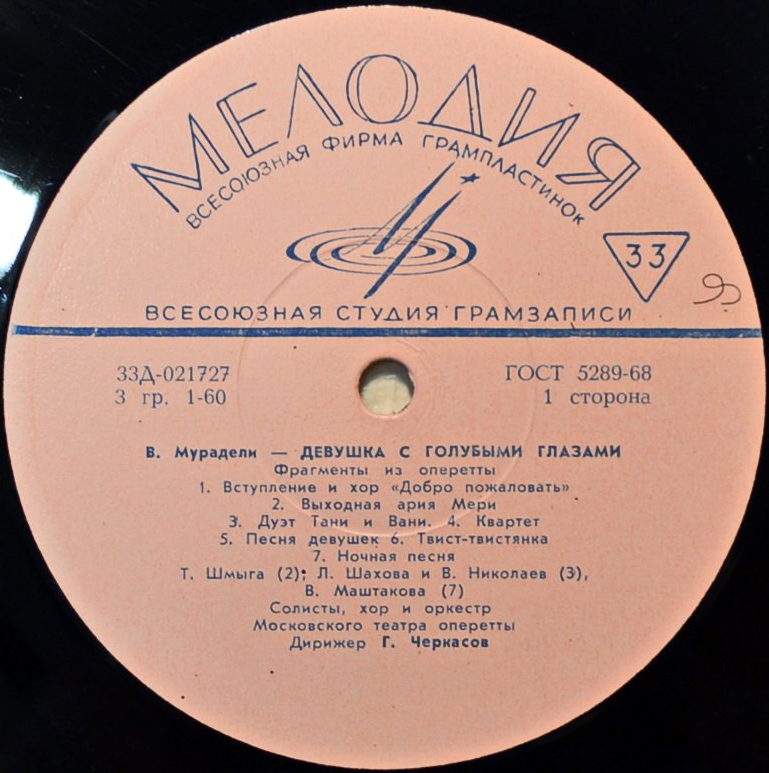 МЕЛОДИЯ
ВСЕСОЮЗНАЯ ФИРМА ГРАМПЛАСТИНОК
33
ВСЕСОЮЗНАЯ СТУДИЯ ГРАМЗАПИСИ
33Д-021727
3 гр. 1-60
ГОСТ 5289-68
1 сторона
В. Мурадели — ДЕВУШКА С ГОЛУБЫМИ ГЛАЗАМИ
Фрагменты из оперетты
1. Вступление и хор «Добро пожаловать»
2. Выходная ария Мери
3. Дуэт Тани и Вани. 4. Квартет
5. Песня девушек 6. Твист-твистянка
7. Ночная песня
Т. Шмыга (2); Л. Шахова и В. Николаев (3),
В. Маштакова (7)
Солисты, хор и оркестр
Московского театра оперетты
Дирижер Г. Черкасов